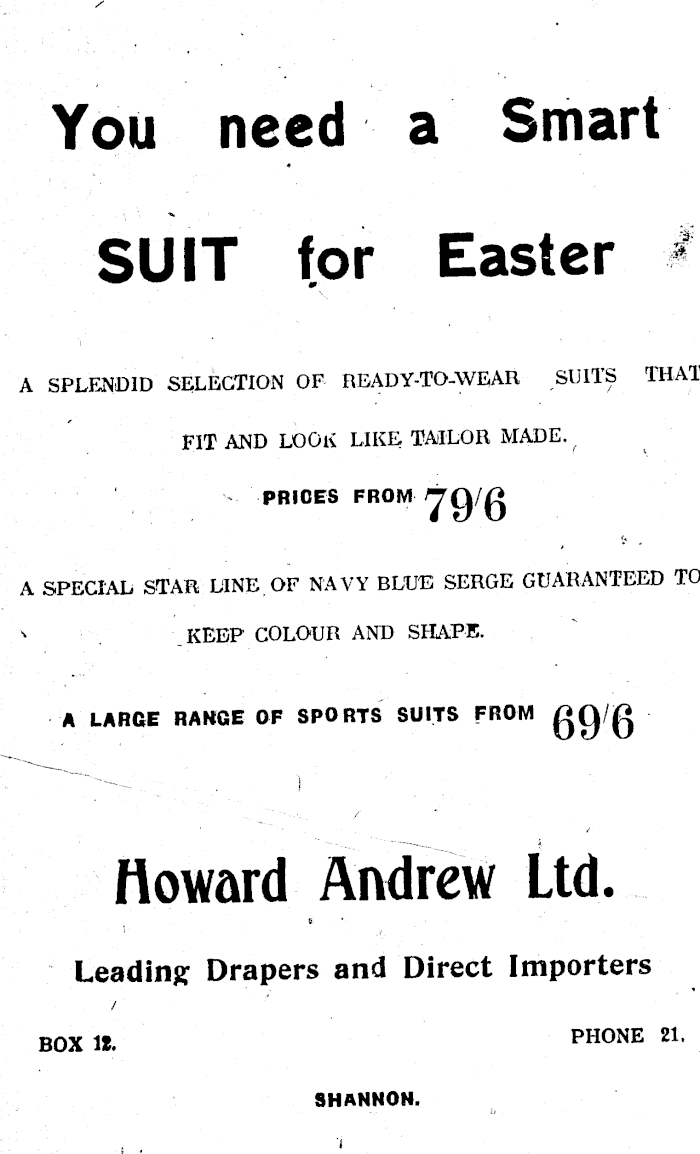 You need a Smart
SUIT for Easter
A SPLENDID SELECTION OF READY-TO-WEAR SUITS THAT
FIT AND LOOK LIKE TAILOR MADE.
PRICES FROM 79/6
A SPECIAL STAR LINE OF NAVY BLUE SERGE GUARANTEED TO
KEEP COLOUR AND SHAPE.
A LARGE RANGE OF SPORTS SUITS FROM 69/6
Howard Andrew Ltd.
Leading Drapers and Direct Importers
BOX 12. PHONE 21.
SHANNON.